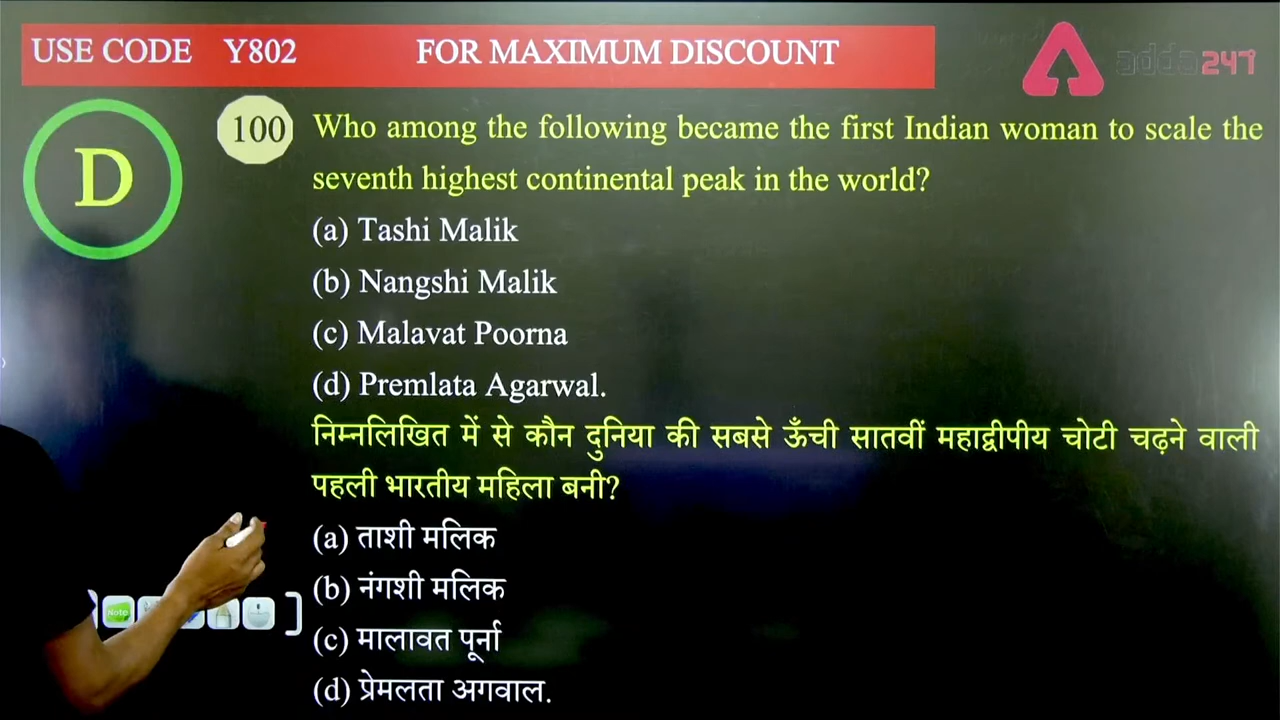 USE CODE Y802 FOR MAXIMUM DISCOUNT
adda247
D
100 Who among the following became the first Indian woman to scale the
seventh highest continental peak in the world?
(a) Tashi Malik
(b) Nangshi Malik
(c) Malavat Poorna
(d) Premlata Agarwal.
निम्नलिखित में से कौन दुनिया की सबसे ऊँची सातवीं महाद्वीपीय चोटी चढ़ने वाली
पहली भारतीय महिला बनी?
(a) ताशी मलिक
(b) नंगशी मलिक
(c) मालावत पूर्ना
(d) प्रेमलता अगवाल.
Note